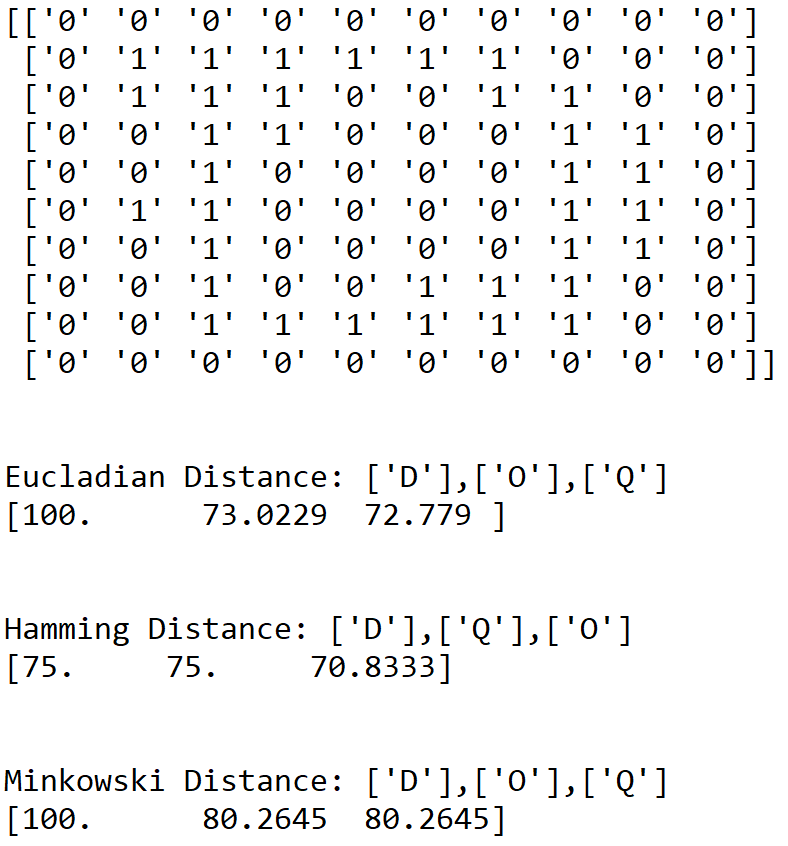 [['0' '0' '0' '0' '0' '0' '0' '0' '0' '0']
 ['0' '1' '1' '1' '1' '1' '1' '0' '0' '0']
 ['0' '1' '1' '1' '0' '0' '1' '1' '0' '0']
 ['0' '0' '1' '1' '0' '0' '0' '1' '1' '0']
 ['0' '0' '1' '0' '0' '0' '0' '1' '1' '0']
 ['0' '1' '1' '0' '0' '0' '0' '1' '1' '0']
 ['0' '0' '1' '0' '0' '0' '0' '1' '1' '0']
 ['0' '0' '1' '0' '0' '1' '1' '1' '0' '0']
 ['0' '0' '1' '1' '1' '1' '1' '1' '0' '0']
 ['0' '0' '0' '0' '0' '0' '0' '0' '0' '0']]
Eucladian Distance: ['D'],['O'],['Q']
[100.      73.0229  72.779 ]
Hamming Distance: ['D'],['Q'],['O']
[75.     75.     70.8333]
Minkowski Distance: ['D'],['O'],['Q']
[100.      80.2645  80.2645]